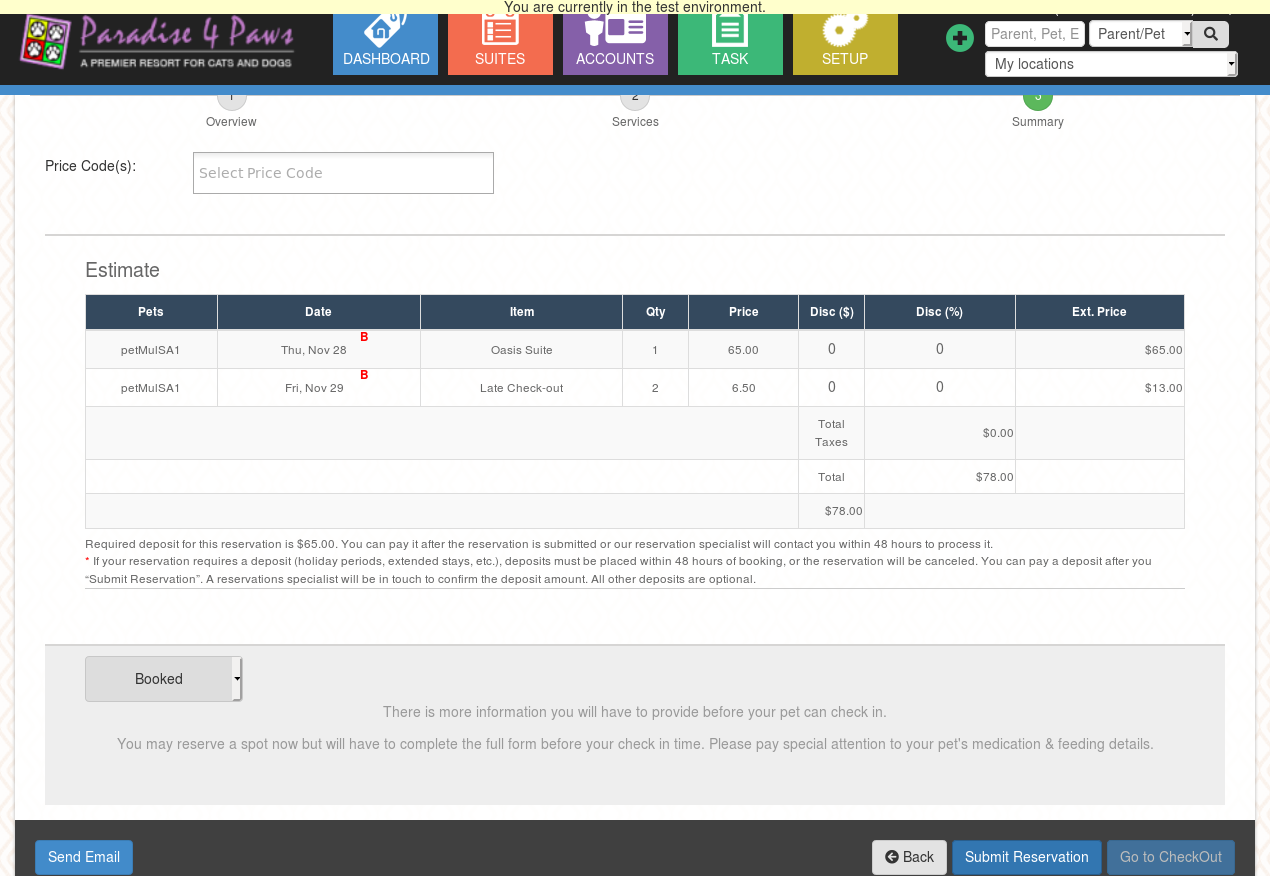 You are currently in the test environment.
Paradise 4 Paws
A PREMIER RESORT FOR CATS AND DOGS
DASHBOARD
SUITES
ACCOUNTS
TASK
SETUP
Parent, Pet, E
Parent/Pet
My locations
1
2
3
Overview
Services
Summary
Price Code(s):
Select Price Code
Estimate
Pets Date Item Qty Price Disc ($) Disc (%) Ext. Price
petMulSA1 Thu, Nov 28 B Oasis Suite 1 65.00 0 0 $65.00
petMulSA1 Fri, Nov 29 B Late Check-out 2 6.50 0 0 $13.00
Total
Taxes
$0.00
Total $78.00
$78.00
Required deposit for this reservation is $65.00. You can pay it after the reservation is submitted or our reservation specialist will contact you within 48 hours to process it.
* If your reservation requires a deposit (holiday periods, extended stays, etc.), deposits must be placed within 48 hours of booking, or the reservation will be canceled. You can pay a deposit after you
“Submit Reservation”. A reservations specialist will be in touch to confirm the deposit amount. All other deposits are optional.
Booked
There is more information you will have to provide before your pet can check in.
You may reserve a spot now but will have to complete the full form before your check in time. Please pay special attention to your pet's medication & feeding details.
Send Email
Back
Submit Reservation
Go to CheckOut